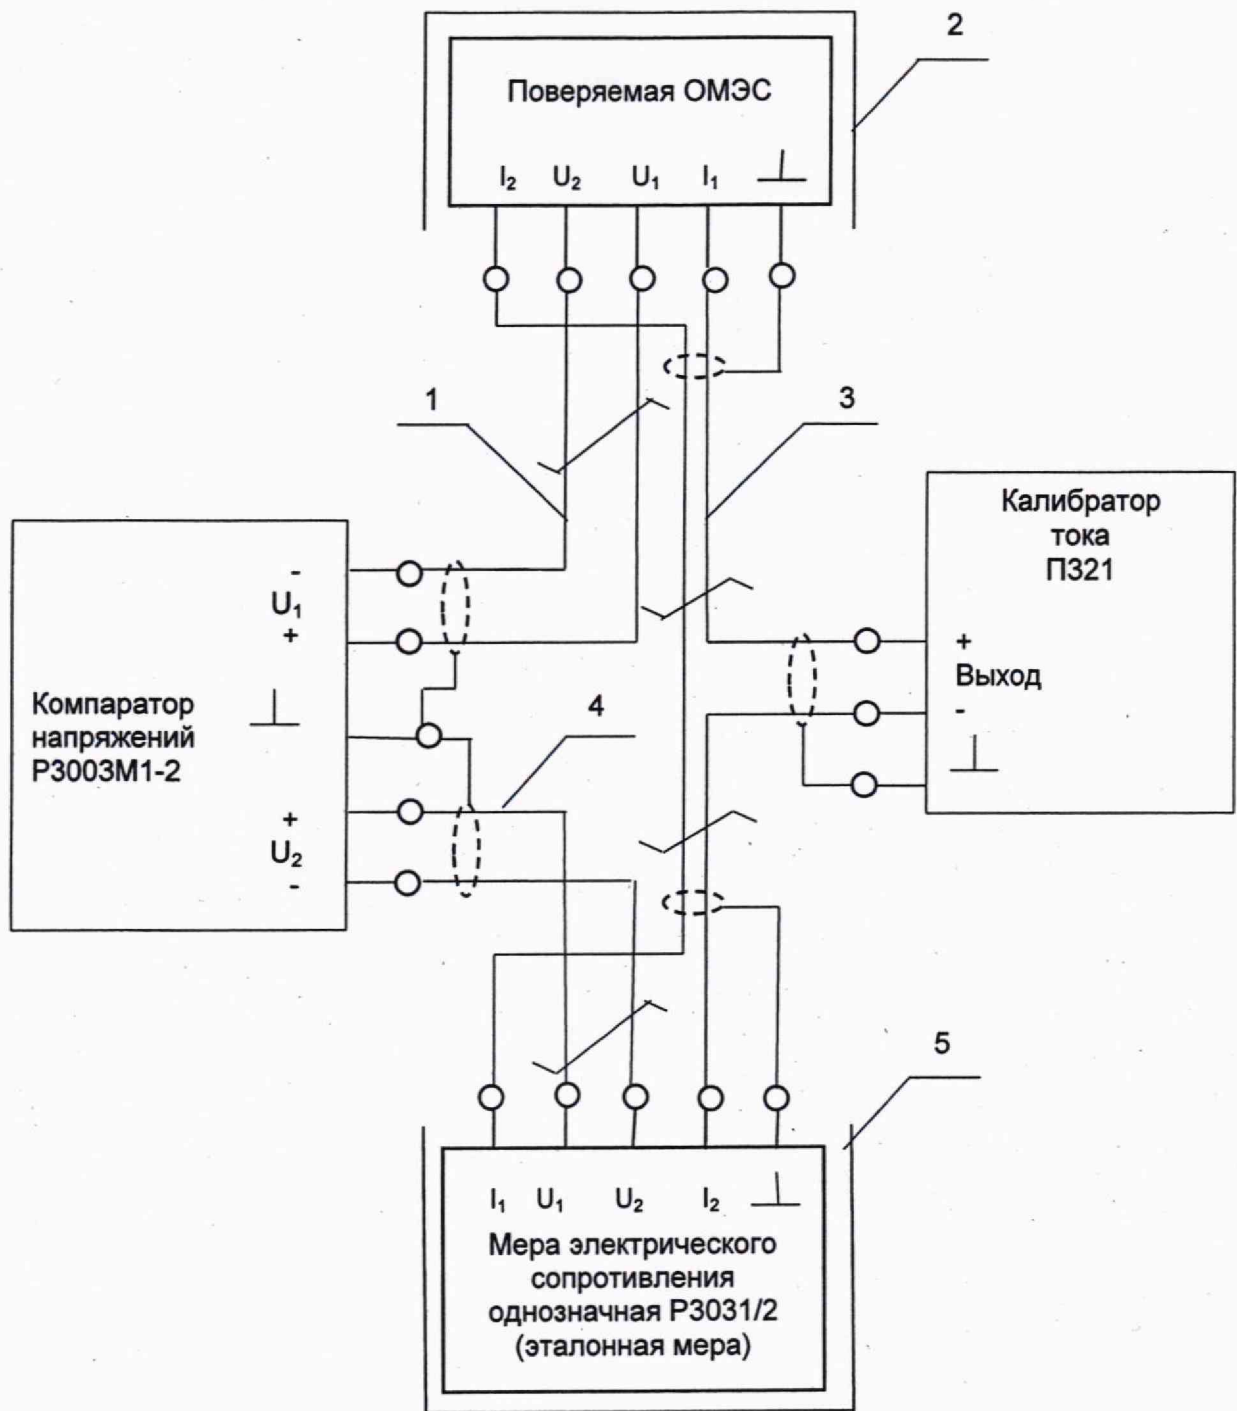 2
Поверяемая ОМЭС
I₂ U₂ U₁ I₁
1
3
Калибратор
тока
П321
-
U₁
+
Компаратор
напряжений
Р3003М1-2
+
U₂
-
+
Выход
-
4
5
I₁ U₁ U₂ I₂
Мера электрического
сопротивления
однозначная Р3031/2
(эталонная мера)